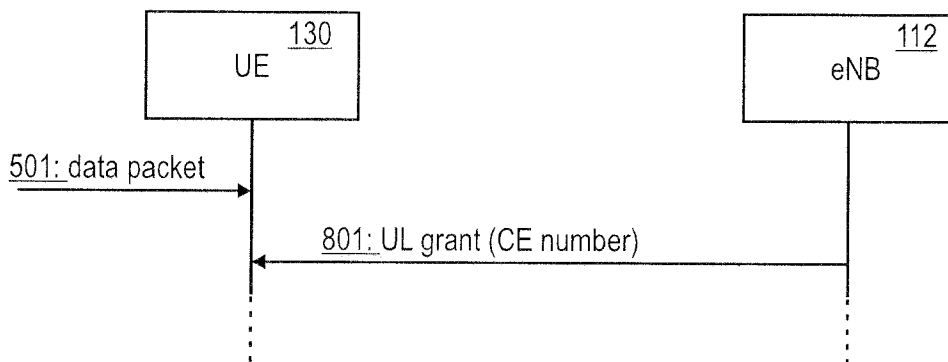 130
UE
112
eNB
501: data packet
801: UL grant (CE number)